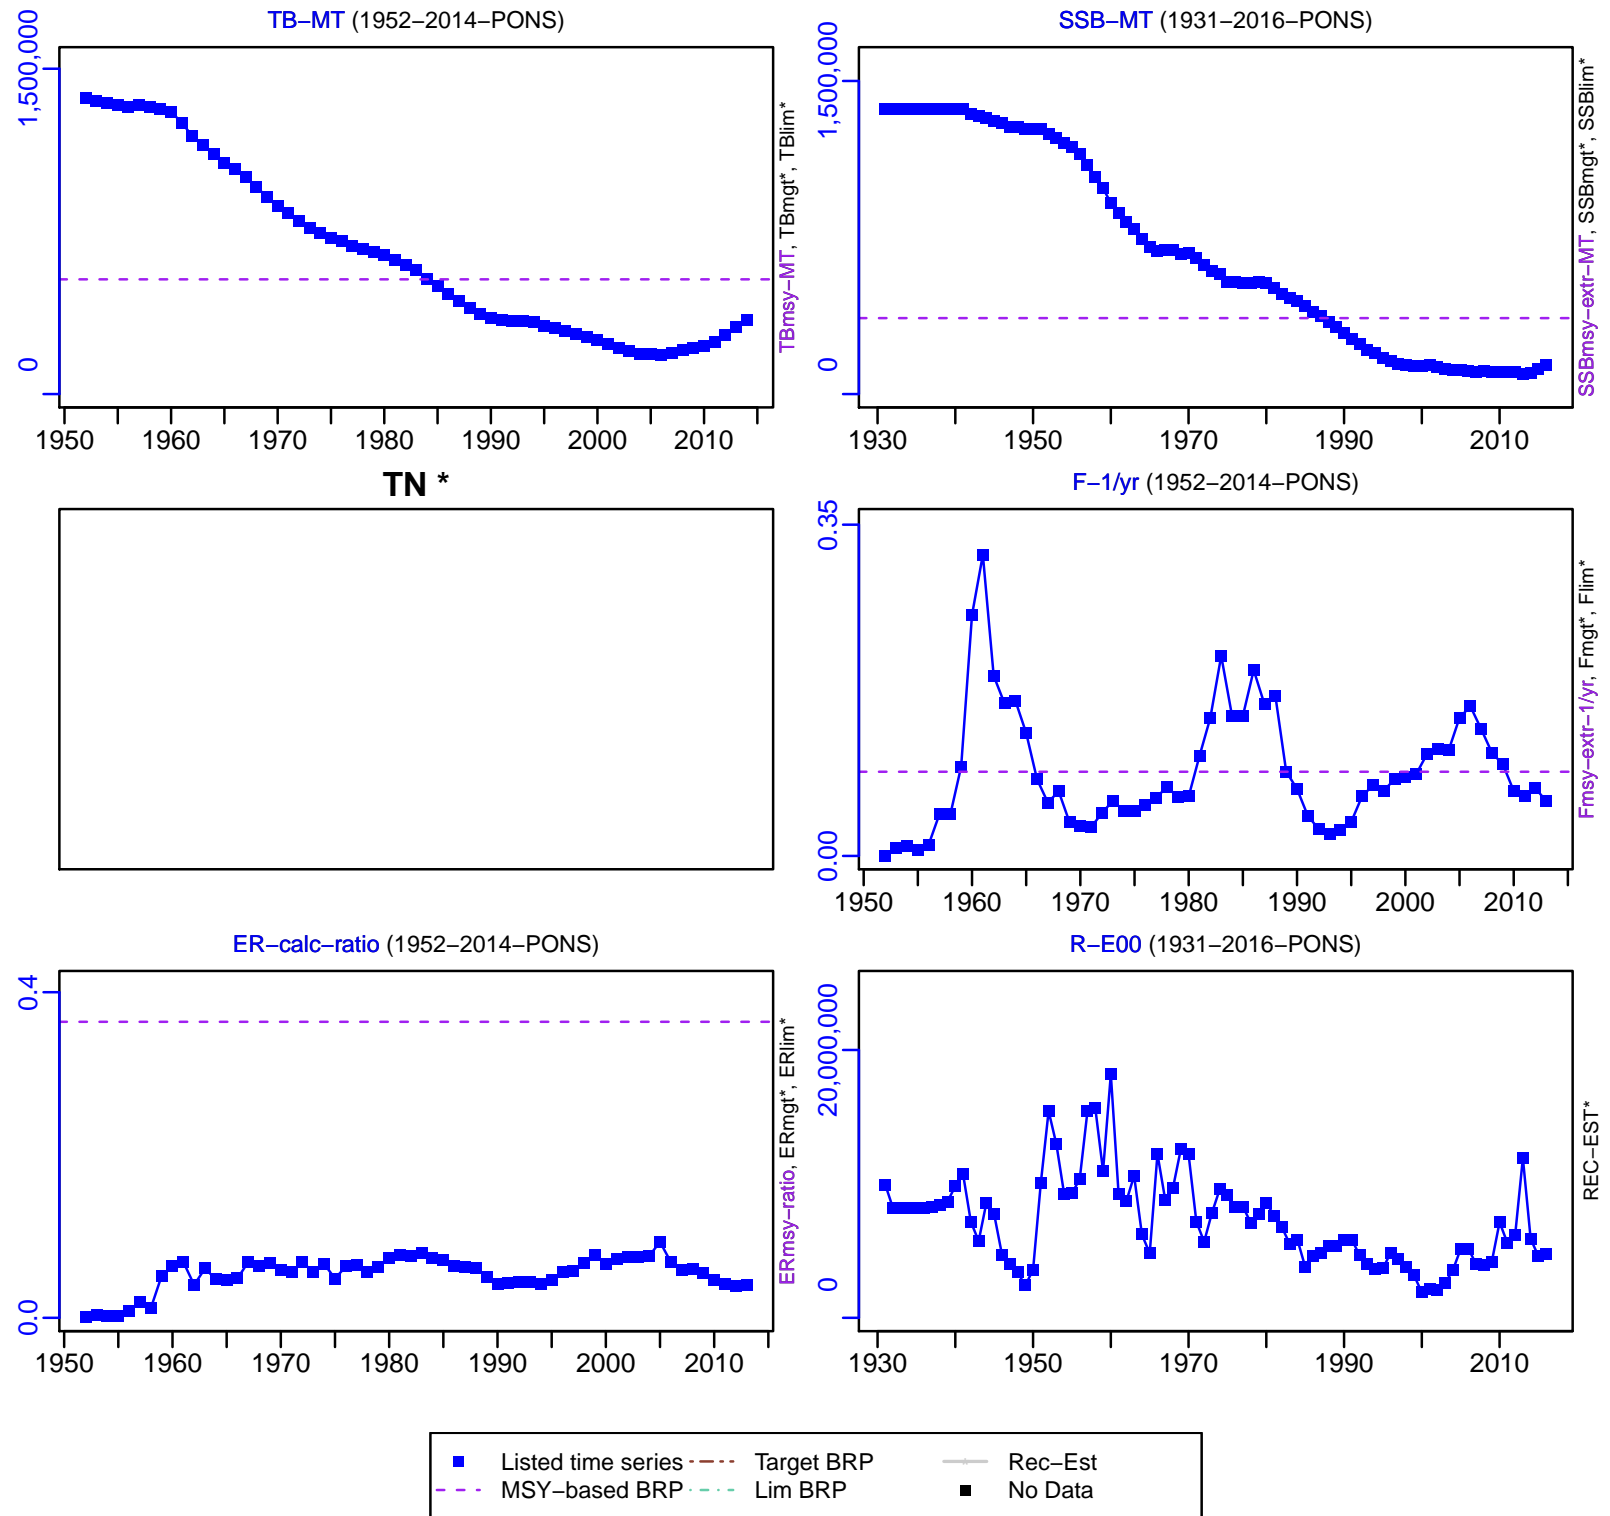 TB−MT (1952−2014−PONS)
1,500,000
0
1950 1960 1970 1980 1990 2000 2010
TBmsy−MT, TBmgt*, TBlim*
SSB−MT (1931−2016−PONS)
1,500,000
0
1930 1950 1970 1990 2010
SSBmsy−extr−MT, SSBmgt*, SSBlim*
TN *
F−1/yr (1952−2014−PONS)
0.35
0.00
1950 1960 1970 1980 1990 2000 2010
Fmsy−extr−1/yr, Fmgt*, Flim*
ER−calc−ratio (1952−2014−PONS)
0.4
0.0
1950 1960 1970 1980 1990 2000 2010
ERmsy−ratio, ERmgt*, ERlim*
R−E00 (1931−2016−PONS)
20,000,000
0
1930 1950 1970 1990 2010
REC−EST*
Listed time series Target BRP Rec−Est
MSY−based BRP Lim BRP No Data